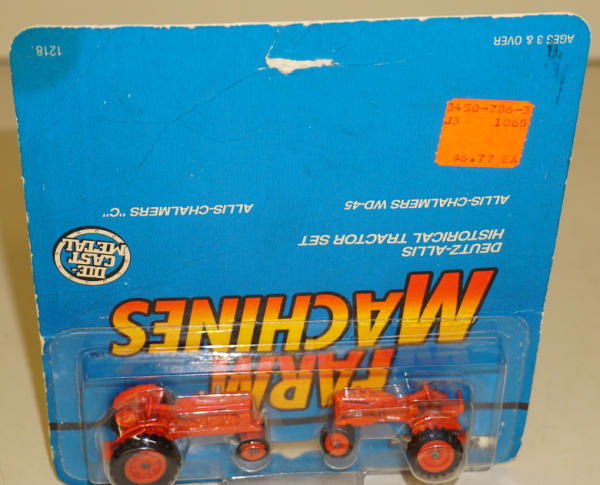 FARM
MACHINES
DEUTZ-ALLIS
HISTORICAL TRACTOR SET
ALLIS-CHALMERS WD-45
ALLIS-CHALMERS "C"
DIE-
CAST
METAL
3450-786-3
J3 1065
$6.77 EA
AGES 3 & OVER
1218